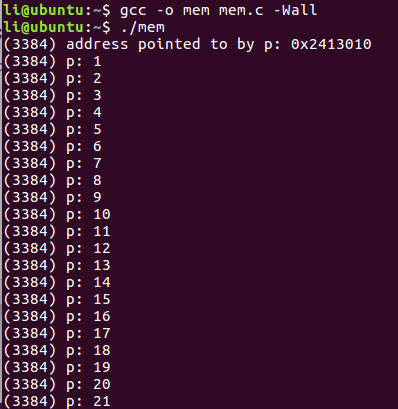 li@ubuntu:~$ gcc -o mem mem.c -Wall
li@ubuntu:~$ ./mem
(3384) address pointed to by p: 0x2413010
(3384) p: 1
(3384) p: 2
(3384) p: 3
(3384) p: 4
(3384) p: 5
(3384) p: 6
(3384) p: 7
(3384) p: 8
(3384) p: 9
(3384) p: 10
(3384) p: 11
(3384) p: 12
(3384) p: 13
(3384) p: 14
(3384) p: 15
(3384) p: 16
(3384) p: 17
(3384) p: 18
(3384) p: 19
(3384) p: 20
(3384) p: 21